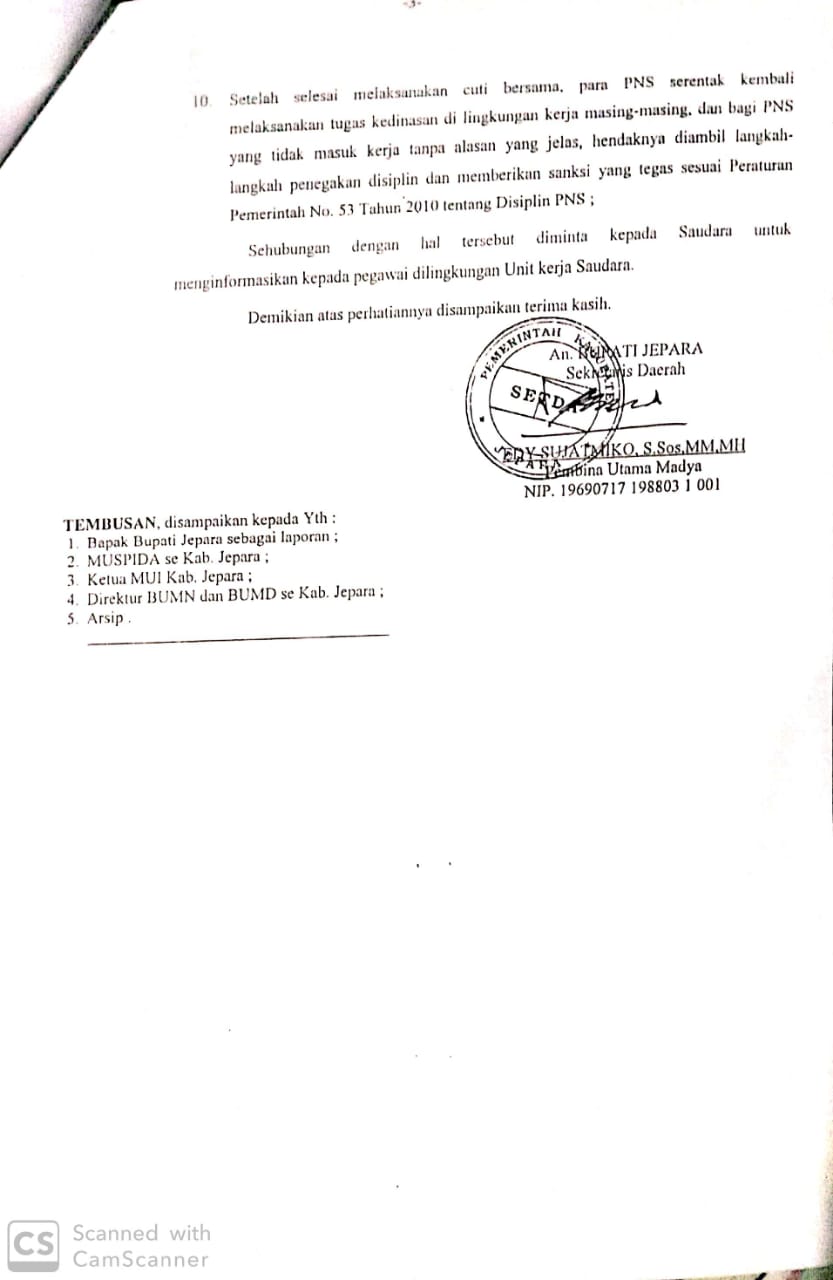 -3-
10. Setelah selesai melaksanakan cuti bersama, para PNS serentak kembali
melaksanakan tugas kedinasan di lingkungan kerja masing-masing, dan bagi PNS
yang tidak masuk kerja tanpa alasan yang jelas, hendaknya diambil langkah-
langkah penegakan disiplin dan memberikan sanksi yang tegas sesuai Peraturan
Pemerintah No. 53 Tahun 2010 tentang Disiplin PNS ;
Sehubungan dengan hal tersebut diminta kepada Saudara untuk
menginformasikan kepada pegawai dilingkungan Unit kerja Saudara.
Demikian atas perhatiannya disampaikan terima kasih.
An. BUPATI JEPARA
Sekretaris Daerah
PEMERINTAH KABUPATEN
SETDA
JEPARA
EDY SUJATMIKO, S.Sos,MM,MH
Pembina Utama Madya
NIP. 19690717 198803 1 001
TEMBUSAN, disampaikan kepada Yth :
1. Bapak Bupati Jepara sebagai laporan ;
2. MUSPIDA se Kab. Jepara ;
3. Ketua MUI Kab. Jepara ;
4. Direktur BUMN dan BUMD se Kab. Jepara ;
5. Arsip .
CS Scanned with
CamScanner